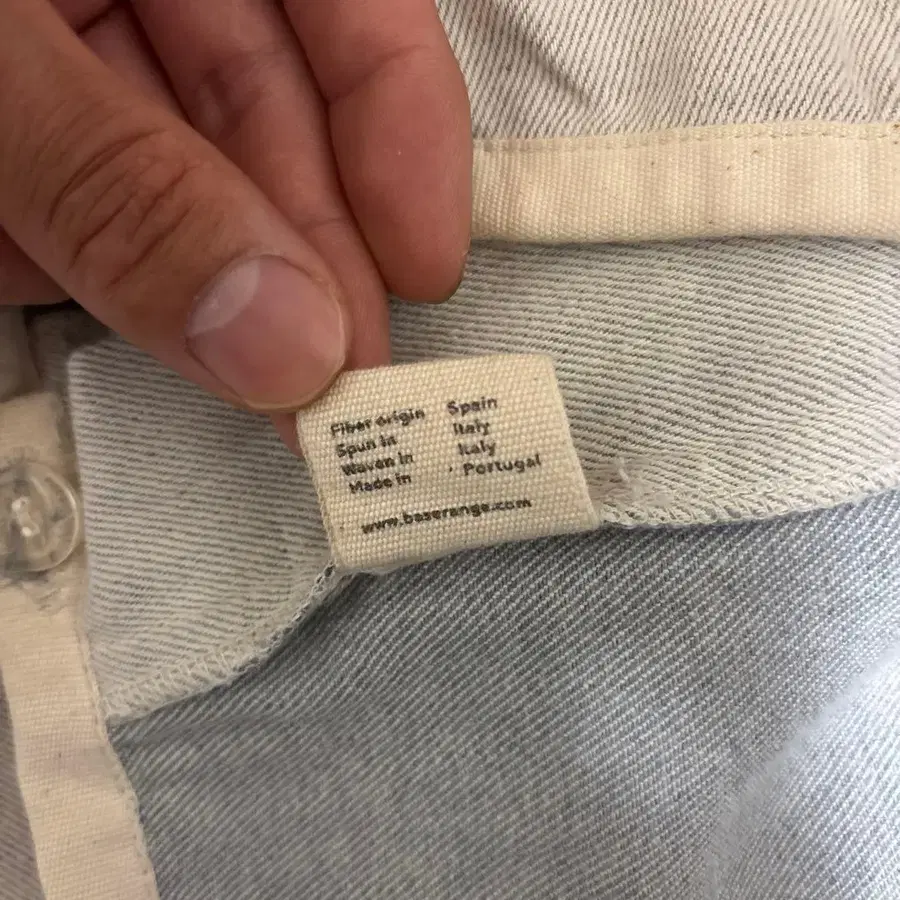 Fiber origin Spain
Spun in Italy
Woven in Italy
Made in Portugal
www.baserange.com